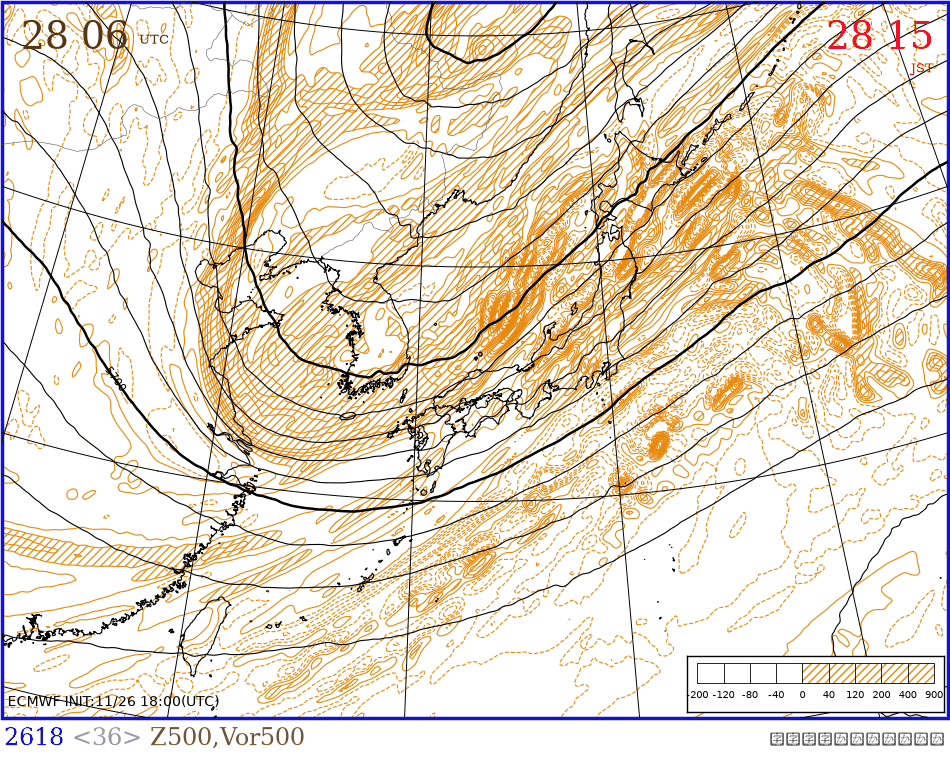 28 06 UTC
28 15
JST
5700
-200 -120 -80 -40 0 40 120 200 400 900
ECMWF INIT:11/26 18:00(UTC)
2618 <36> Z500,Vor500